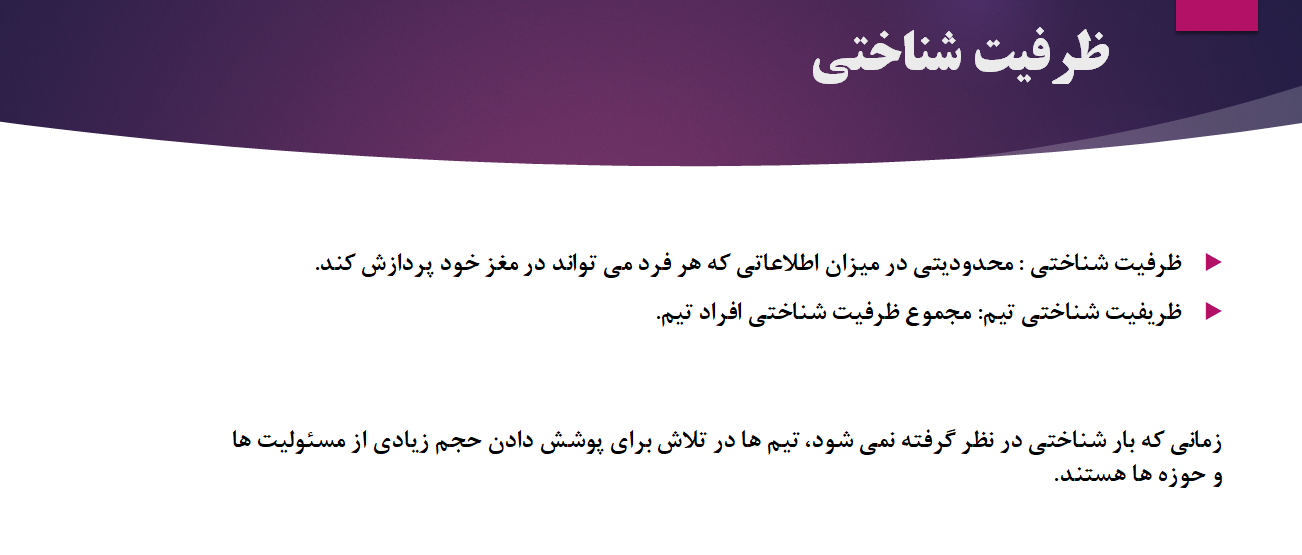 ظرفیت شناختی
ظرفیت شناختی : محدودیتی در میزان اطلاعاتی که هر فرد می تواند در مغز خود پردازش کند.
ظریفیت شناختی تیم: مجموع ظرفیت شناختی افراد تیم.
زمانی که بار شناختی در نظر گرفته نمی شود، تیم ها در تلاش برای پوشش دادن حجم زیادی از مسئولیت ها
و حوزه ها هستند.